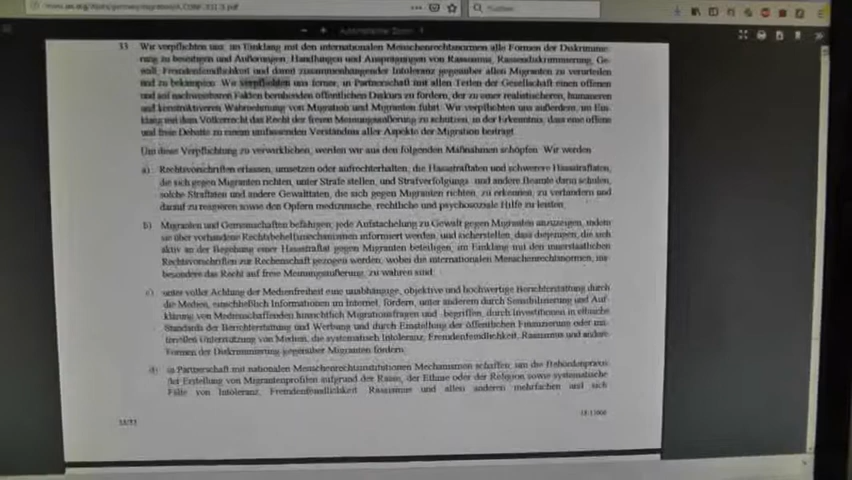 33 Wir verpflichten uns, im Einklang mit den internationalen Menschenrechtsnormen alle Formen der Diskriminie-
rung zu beseitigen und Äußerungen, Handlungen und Ausprägungen von Rassismus, Rassendiskriminierung, Ge-
walt, Fremdenfeindlichkeit und damit zusammenhängender Intoleranz gegenüber allen Migranten zu verurteilen
und zu bekämpfen. Wir verpflichten uns ferner, in Partnerschaft mit allen Teilen der Gesellschaft einen offenen
und auf nachweisbaren Fakten beruhenden öffentlichen Diskurs zu fördern, der zu einer realistischeren, humaneren
und konstruktiveren Wahrnehmung von Migration und Migranten führt. Wir verpflichten uns außerdem, im Ein-
klang mit dem Völkerrecht das Recht der freien Meinungsäußerung zu schützen, in der Erkenntnis, dass eine offene
und freie Debatte zu einem umfassenden Verständnis aller Aspekte der Migration beiträgt.
Um diese Verpflichtung zu verwirklichen, werden wir aus den folgenden Maßnahmen schöpfen. Wir werden
a) Rechtsvorschriften erlassen, umsetzen oder aufrechterhalten, die Hassstraftaten und schwerere Hassstraftaten,
die sich gegen Migranten richten, unter Strafe stellen, und Strafverfolgungs- und andere Beamte darin schulen,
solche Straftaten und andere Gewalttaten, die sich gegen Migranten richten, zu erkennen, zu verhindern und
darauf zu reagieren sowie den Opfern medizinische, rechtliche und psychosoziale Hilfe zu leisten;
b) Migranten und Gemeinschaften befähigen, jede Aufstachelung zu Gewalt gegen Migranten anzuzeigen, indem
sie über vorhandene Rechtsbehelfsmechanismen informiert werden, und sicherstellen, dass diejenigen, die sich
aktiv an der Begehung einer Hassstraftat gegen Migranten beteiligen, im Einklang mit den innerstaatlichen
Rechtsvorschriften zur Rechenschaft gezogen werden, wobei die internationalen Menschenrechtsnormen, ins-
besondere das Recht auf freie Meinungsäußerung, zu wahren sind;
c) unter voller Achtung der Medienfreiheit eine unabhängige, objektive und hochwertige Berichterstattung durch
die Medien, einschließlich Informationen im Internet, fördern, unter anderem durch Sensibilisierung und Auf-
klärung von Medienschaffenden hinsichtlich Migrationsfragen und -begriffen, durch Investitionen in ethische
Standards der Berichterstattung und Werbung und durch Einstellung der öffentlichen Finanzierung oder ma-
teriellen Unterstützung von Medien, die systematisch Intoleranz, Fremdenfeindlichkeit, Rassismus und andere
Formen der Diskriminierung gegenüber Migranten fördern;
d) in Partnerschaft mit nationalen Menschenrechtsinstitutionen Mechanismen schaffen, um die Behördenpraxis
der Erstellung von Migrantenprofilen aufgrund der Rasse, der Ethnie oder der Religion sowie systematische
Fälle von Intoleranz, Fremdenfeindlichkeit, Rassismus und allen anderen mehrfachen und sich